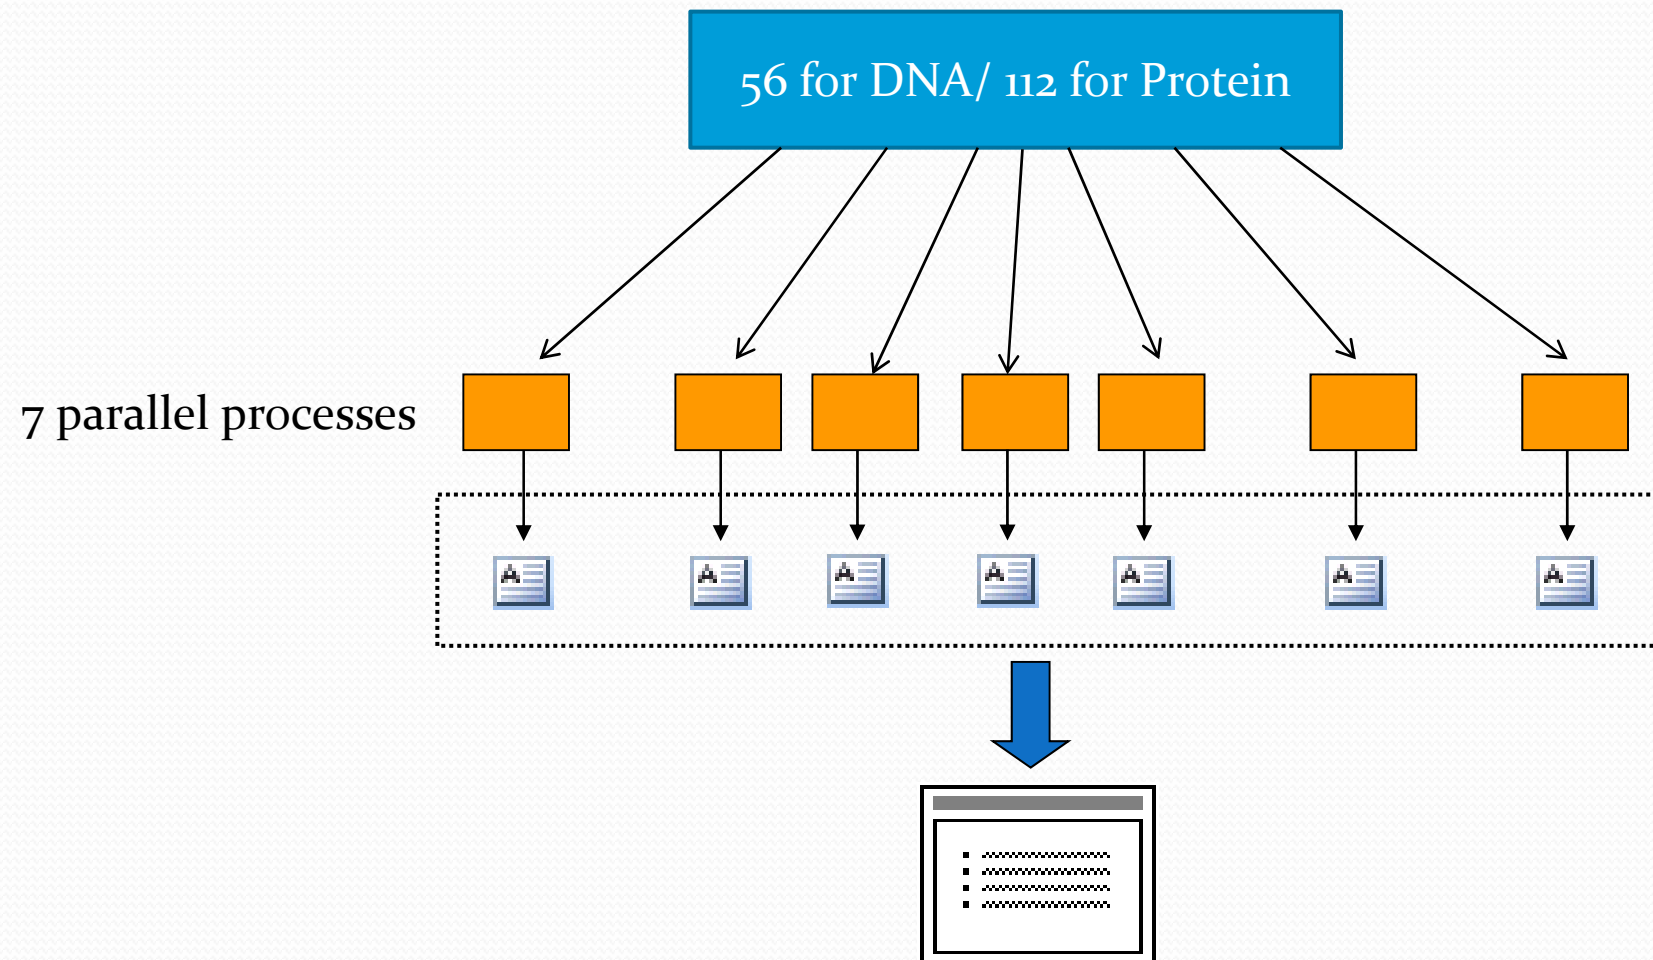 56 for DNA/ 112 for Protein
7 parallel processes